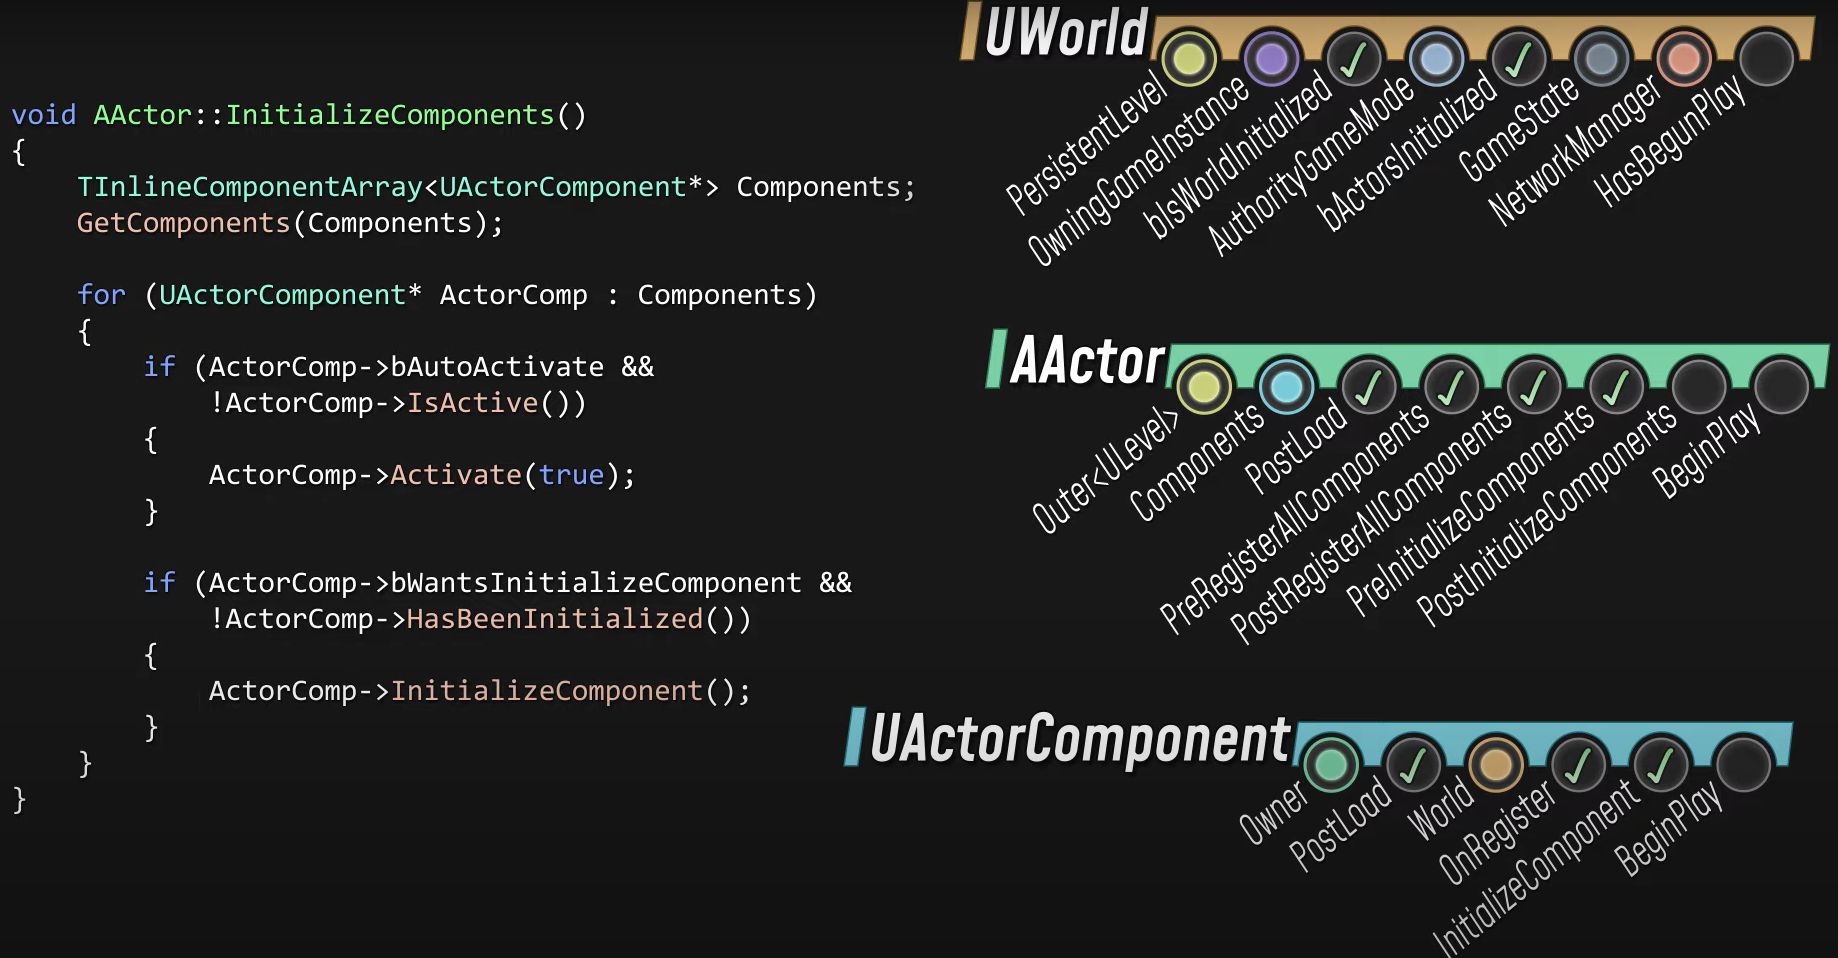 void AActor::InitializeComponents()
{
    TInlineComponentArray<UActorComponent*> Components;
    GetComponents(Components);

    for (UActorComponent* ActorComp : Components)
    {
        if (ActorComp->bAutoActivate &&
            !ActorComp->IsActive())
        {
            ActorComp->Activate(true);
        }

        if (ActorComp->bWantsInitializeComponent &&
            !ActorComp->HasBeenInitialized())
        {
            ActorComp->InitializeComponent();
        }
    }
}
UWorld
PersistentLevel
OwningGameInstance
bIsWorldInitialized
AuthorityGameMode
bActorsInitialized
GameState
NetworkManager
HasBegunPlay
AActor
Outer<ULevel>
Components
PostLoad
PreRegisterAllComponents
PostRegisterAllComponents
PreInitializeComponents
PostInitializeComponents
BeginPlay
UActorComponent
Owner
PostLoad
World
OnRegister
InitializeComponent
BeginPlay